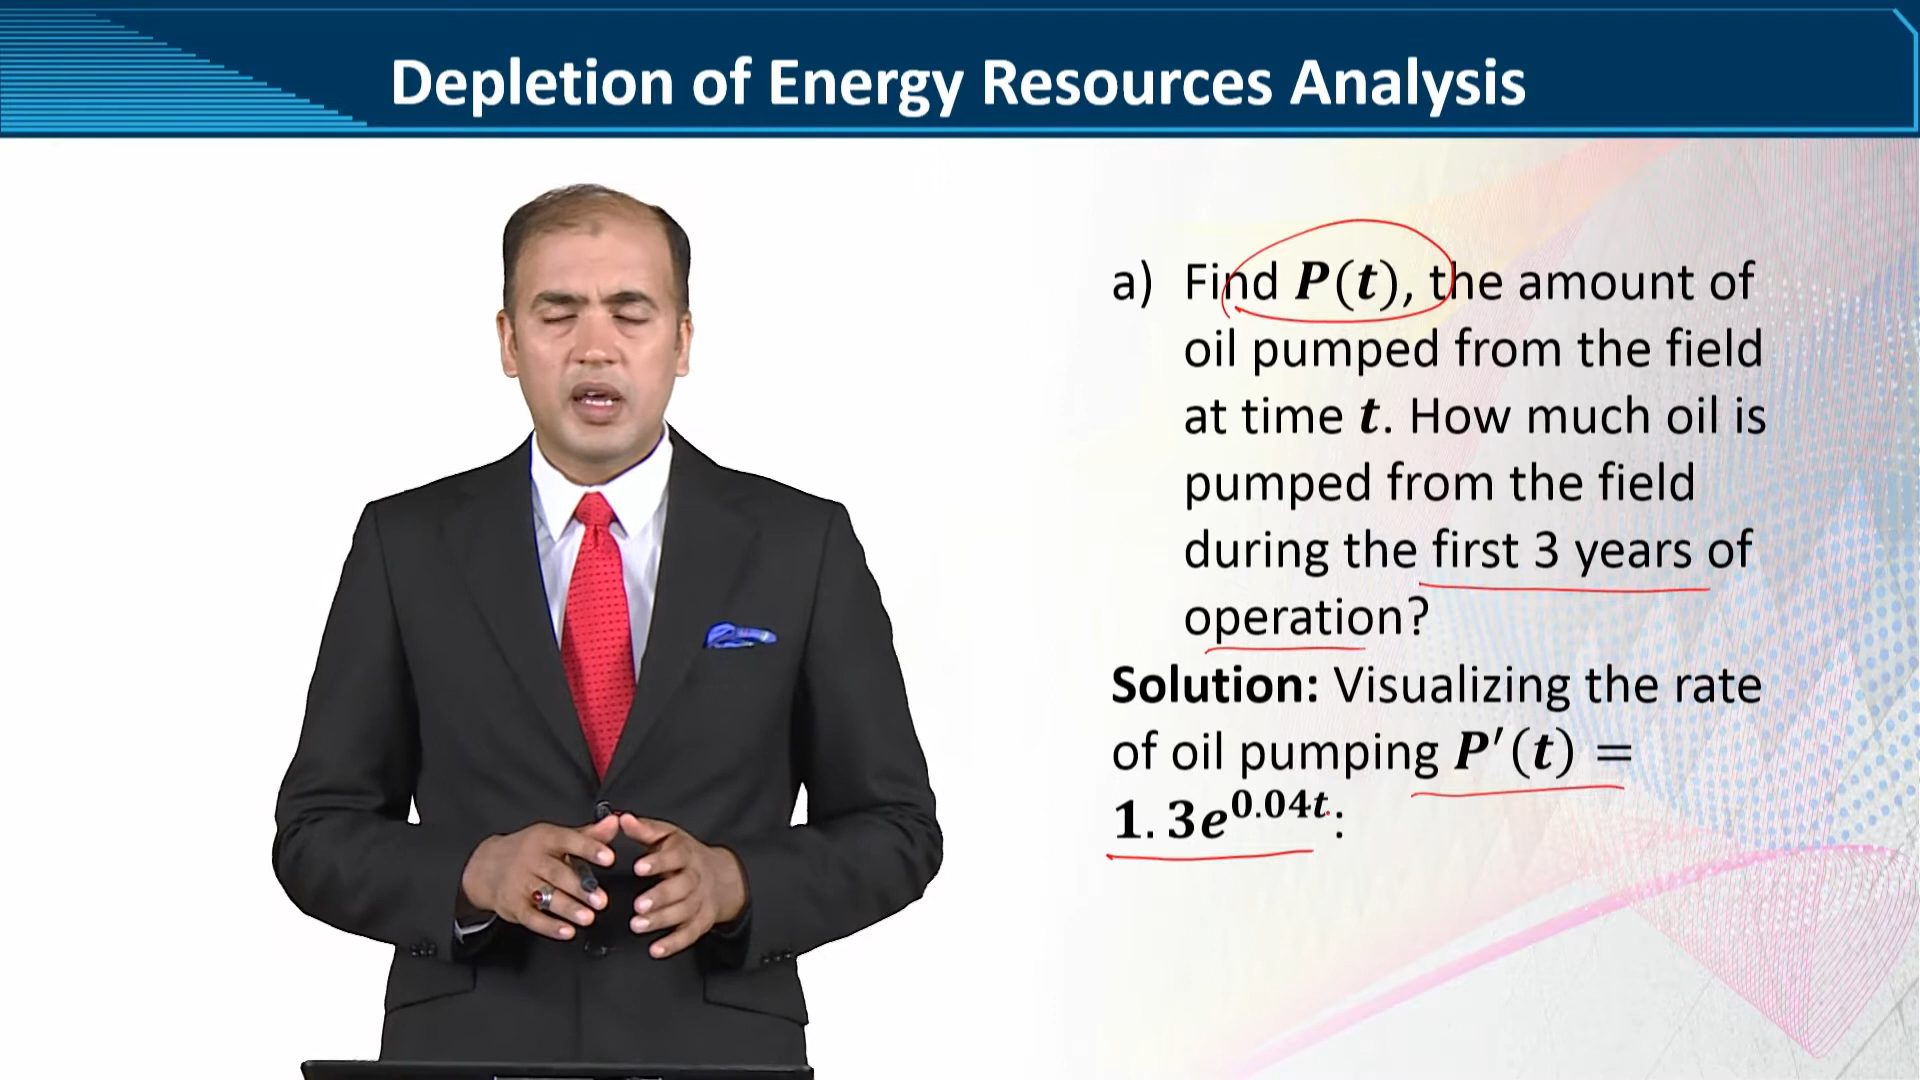 Depletion of Energy Resources Analysis
a) Find P(t), the amount of
oil pumped from the field
at time t. How much oil is
pumped from the field
during the first 3 years of
operation?
Solution: Visualizing the rate
of oil pumping P′(t) =
1.3e^{0.04t}: